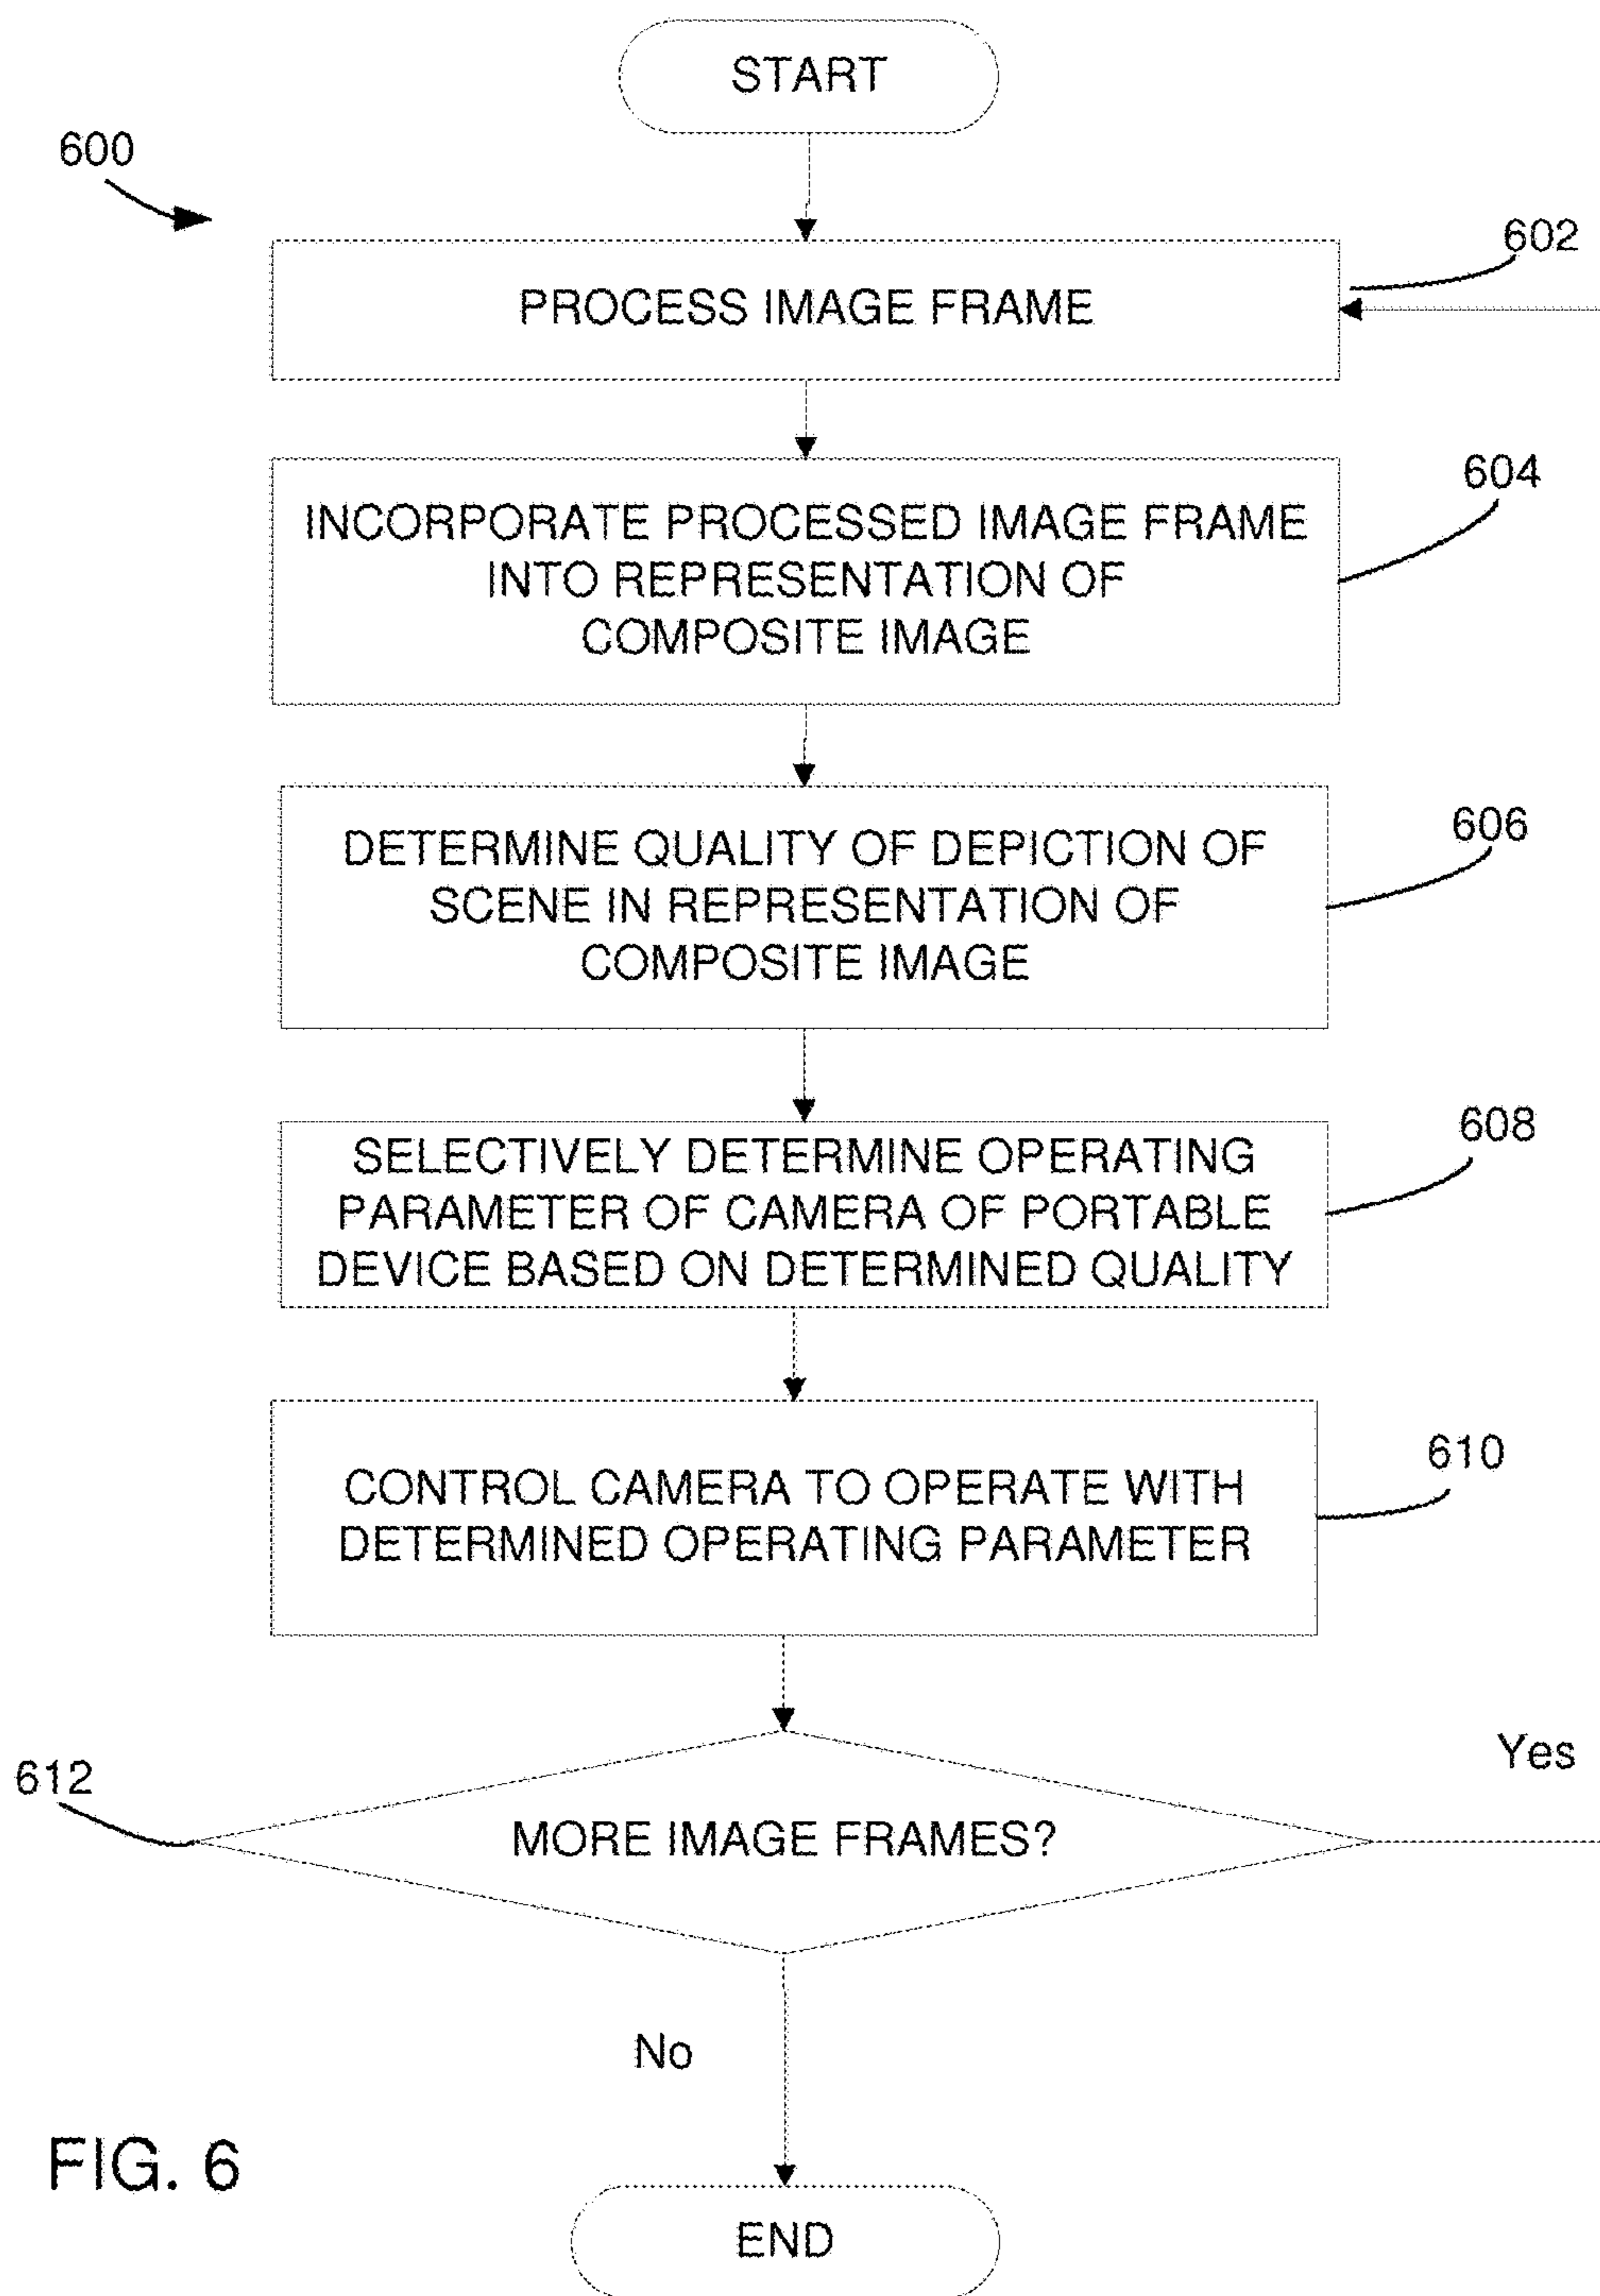 START
600
602
PROCESS IMAGE FRAME
604
INCORPORATE PROCESSED IMAGE FRAME
INTO REPRESENTATION OF
COMPOSITE IMAGE
606
DETERMINE QUALITY OF DEPICTION OF
SCENE IN REPRESENTATION OF
COMPOSITE IMAGE
608
SELECTIVELY DETERMINE OPERATING
PARAMETER OF CAMERA OF PORTABLE
DEVICE BASED ON DETERMINED QUALITY
610
CONTROL CAMERA TO OPERATE WITH
DETERMINED OPERATING PARAMETER
612
MORE IMAGE FRAMES?
Yes
No
FIG. 6
END